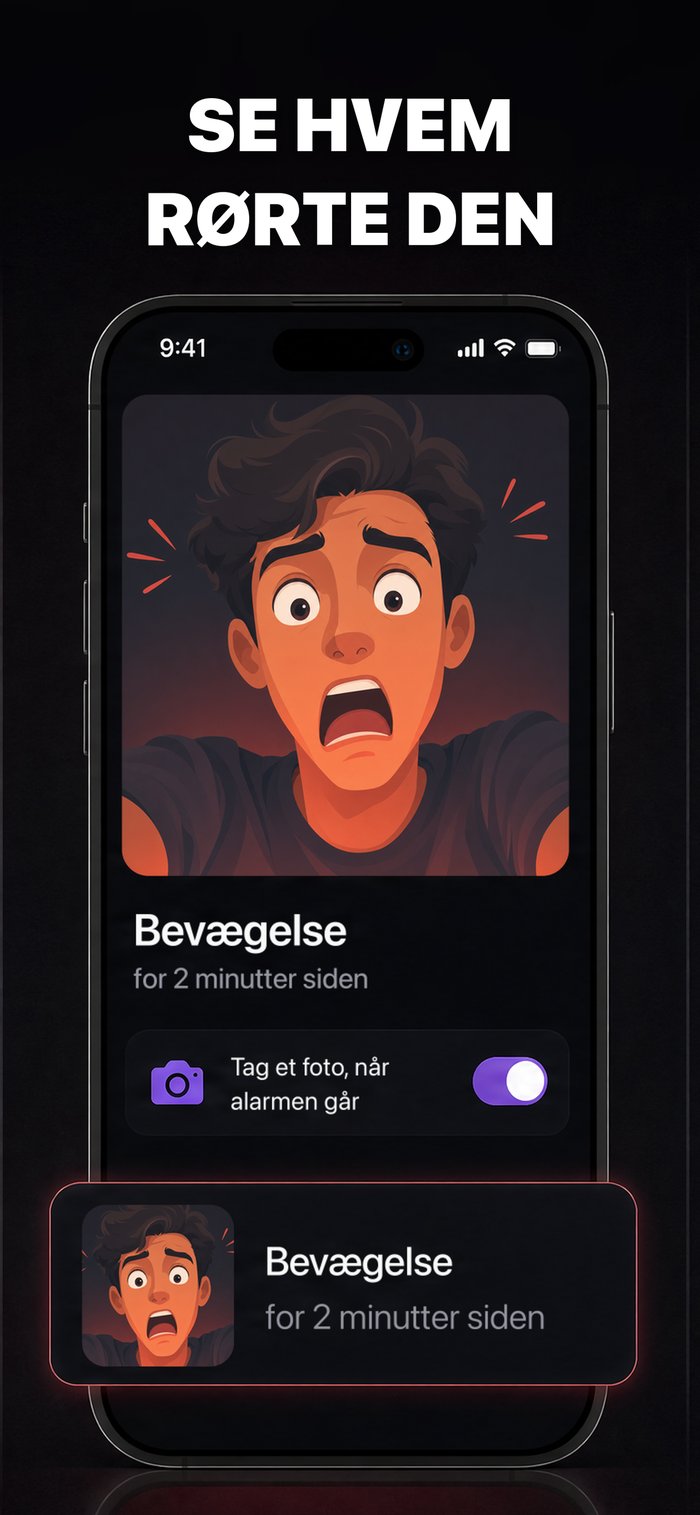 SE HVEM
RØRTE DEN
9:41
Bevægelse
for 2 minutter siden
Tag et foto, når
alarmen går
Bevægelse
for 2 minutter siden